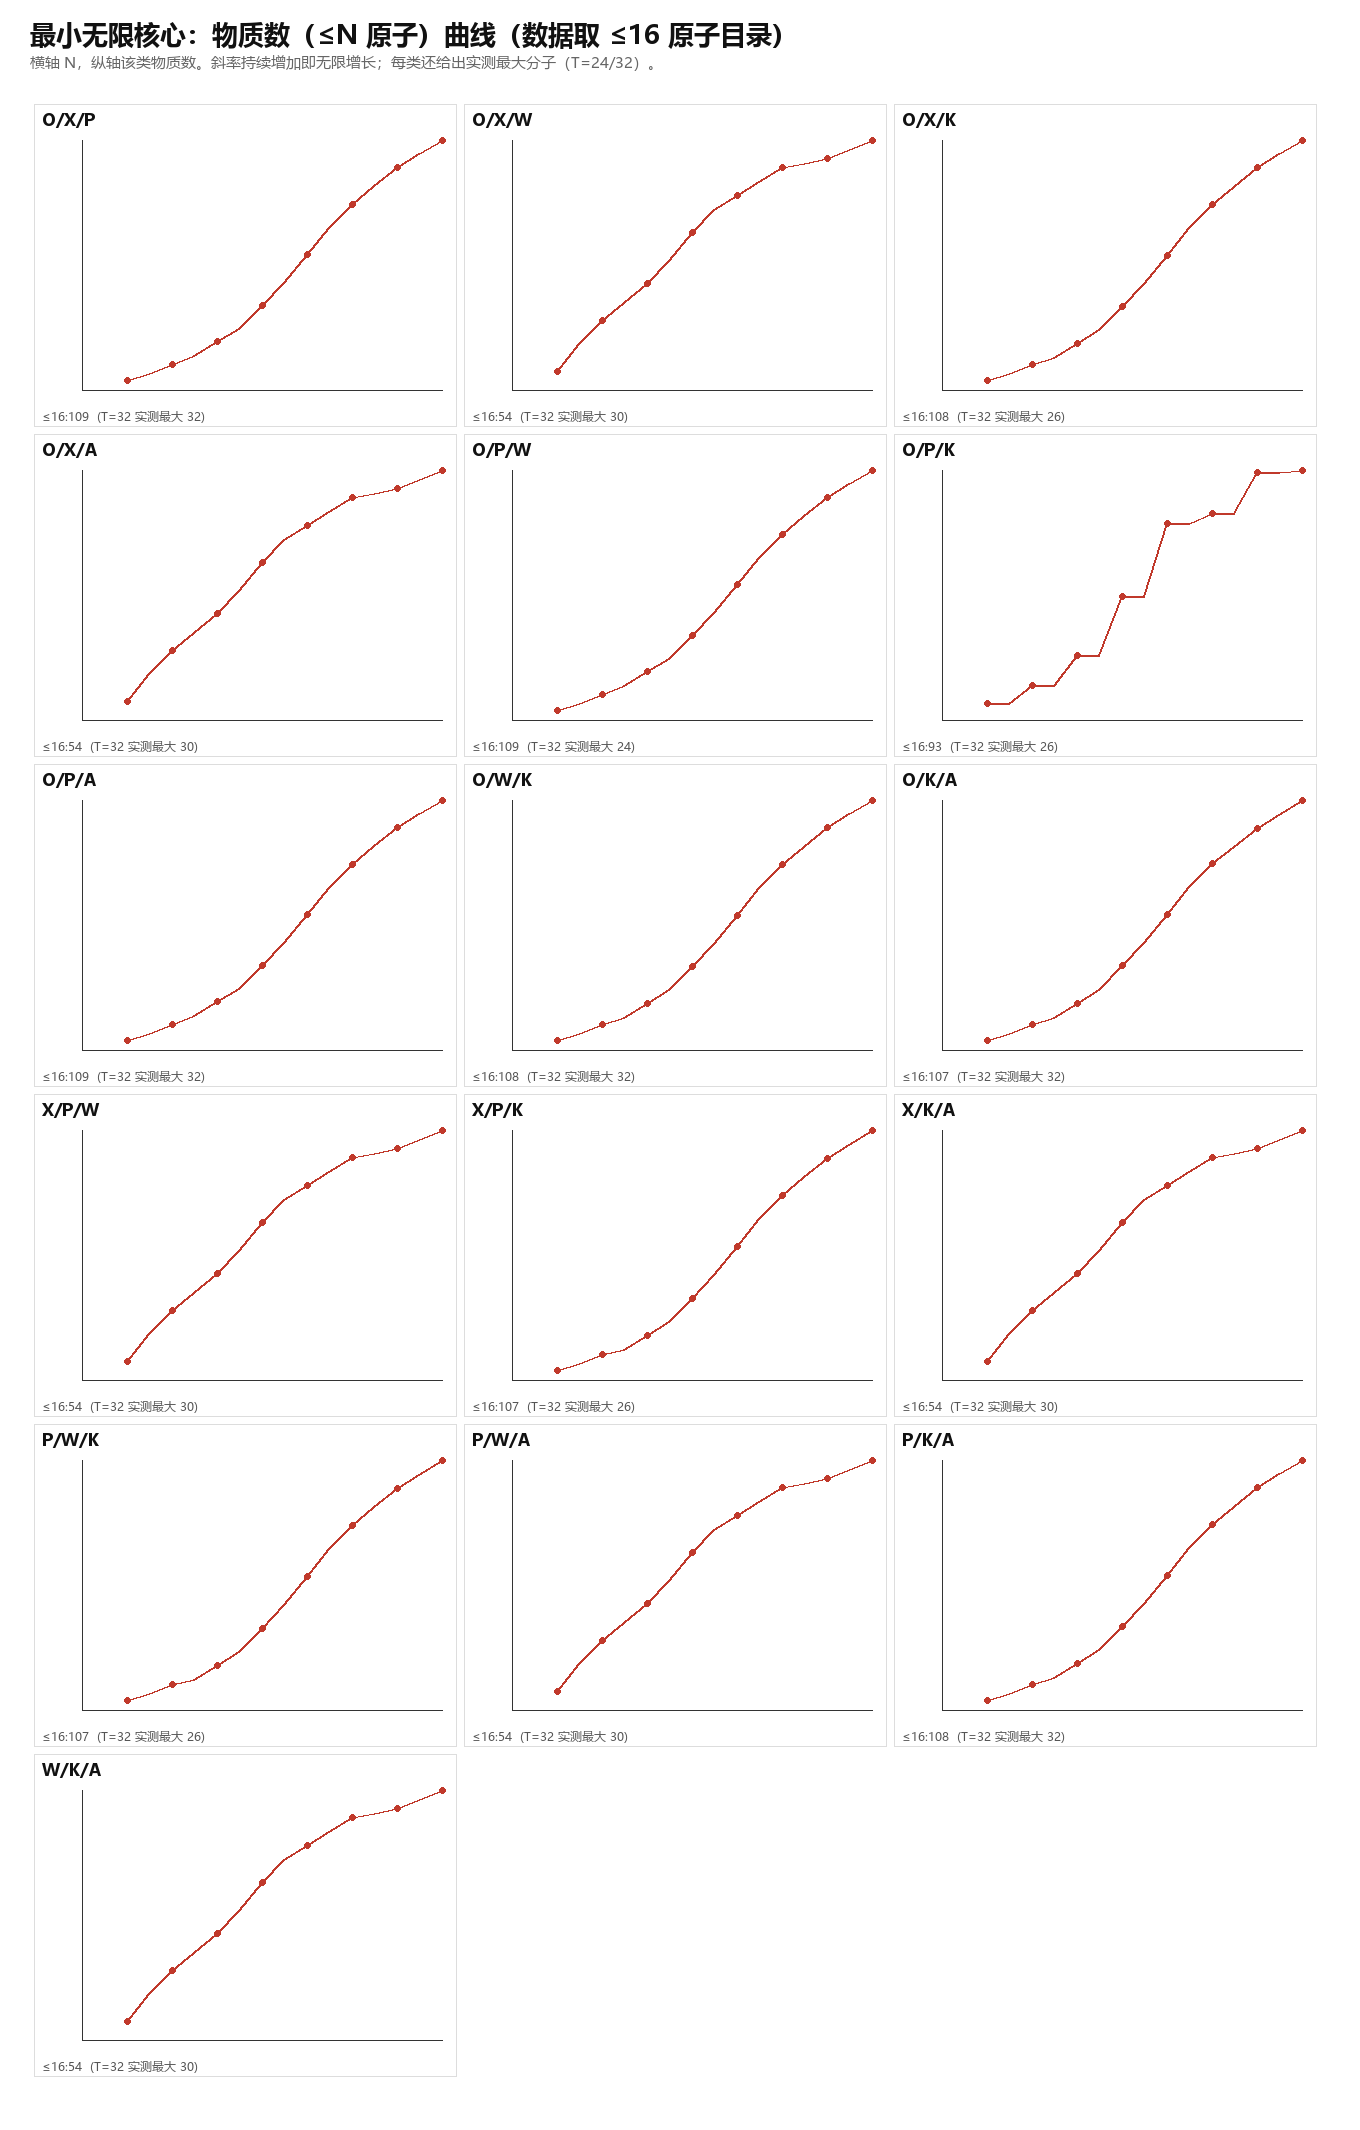 最小无限核心：物质数（≤N 原子）曲线（数据取 ≤16 原子目录）
横轴 N，纵轴该类物质数。斜率持续增加即无限增长；每类还给出实测最大分子（T=24/32）。
O/X/P
O/X/W
O/X/K
≤16:109 (T=32 实测最大 32)
≤16:54 (T=32 实测最大 30)
≤16:108 (T=32 实测最大 26)
O/X/A
O/P/W
O/P/K
≤16:54 (T=32 实测最大 30)
≤16:109 (T=32 实测最大 24)
≤16:93 (T=32 实测最大 26)
O/P/A
O/W/K
O/K/A
≤16:109 (T=32 实测最大 32)
≤16:108 (T=32 实测最大 32)
≤16:107 (T=32 实测最大 32)
X/P/W
X/P/K
X/K/A
≤16:54 (T=32 实测最大 30)
≤16:107 (T=32 实测最大 26)
≤16:54 (T=32 实测最大 30)
P/W/K
P/W/A
P/K/A
≤16:107 (T=32 实测最大 26)
≤16:54 (T=32 实测最大 30)
≤16:108 (T=32 实测最大 32)
W/K/A
≤16:54 (T=32 实测最大 30)